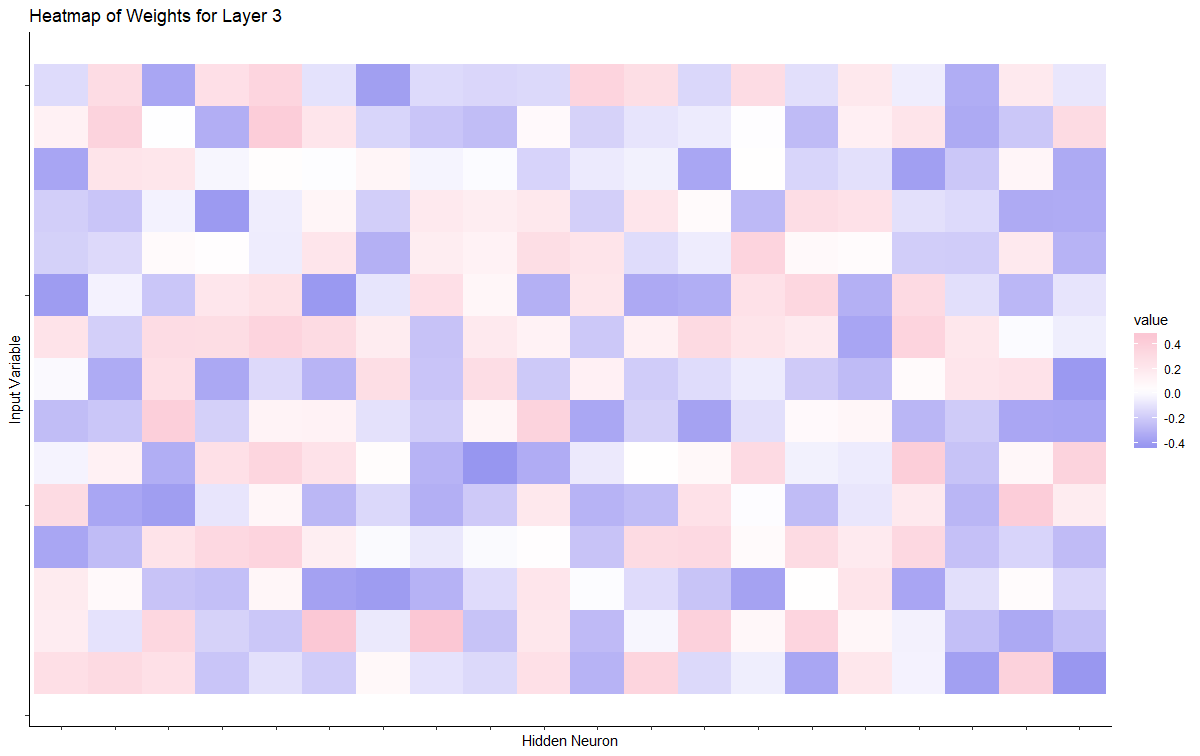 Heatmap of Weights for Layer 3
Input Variable
Hidden Neuron
value
0.4
0.2
0.0
-0.2
-0.4